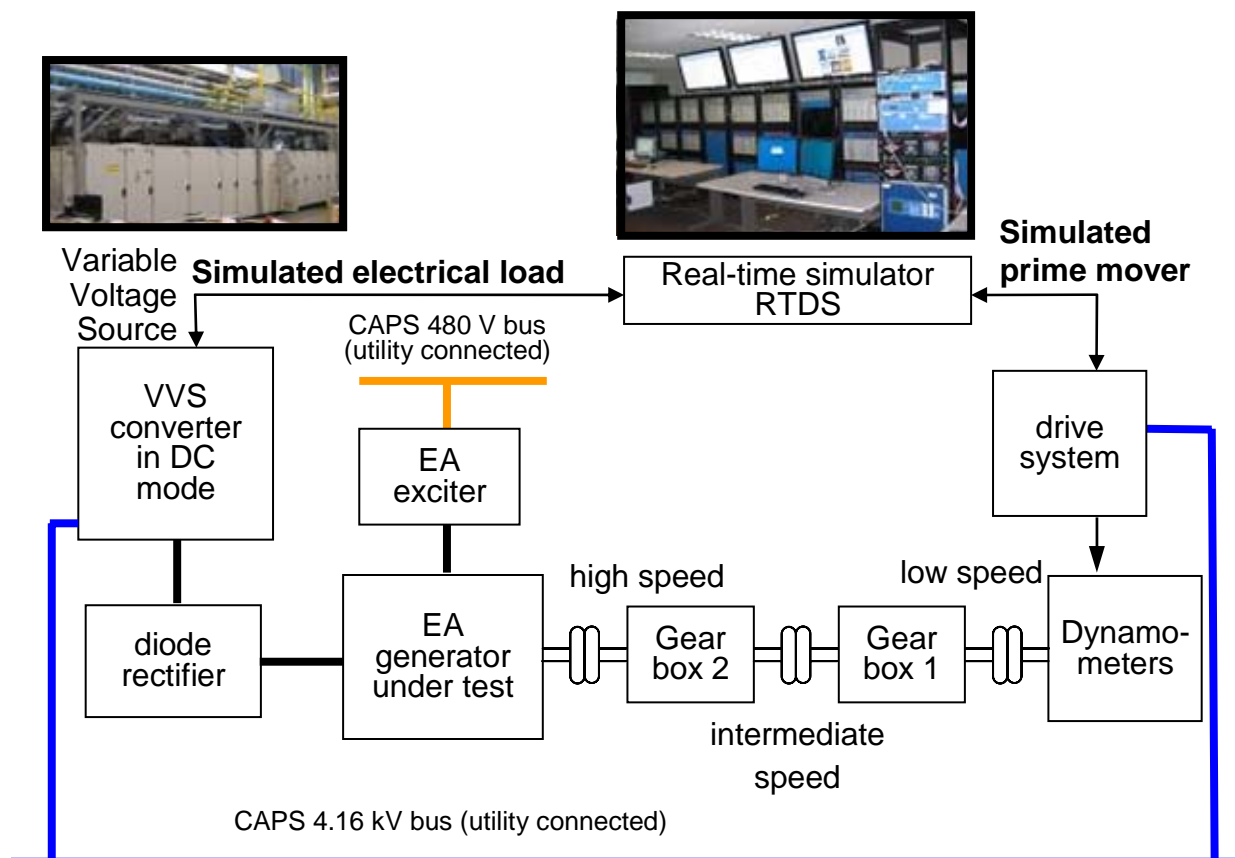 Variable
Voltage
Source
Simulated electrical load
Real-time simulator
RTDS
Simulated
prime mover
CAPS 480 V bus
(utility connected)
VVS
converter
in DC
mode
EA
exciter
drive
system
diode
rectifier
EA
generator
under test
high speed
Gear
box 2
intermediate
speed
Gear
box 1
low speed
Dynamo-
meters
CAPS 4.16 kV bus (utility connected)